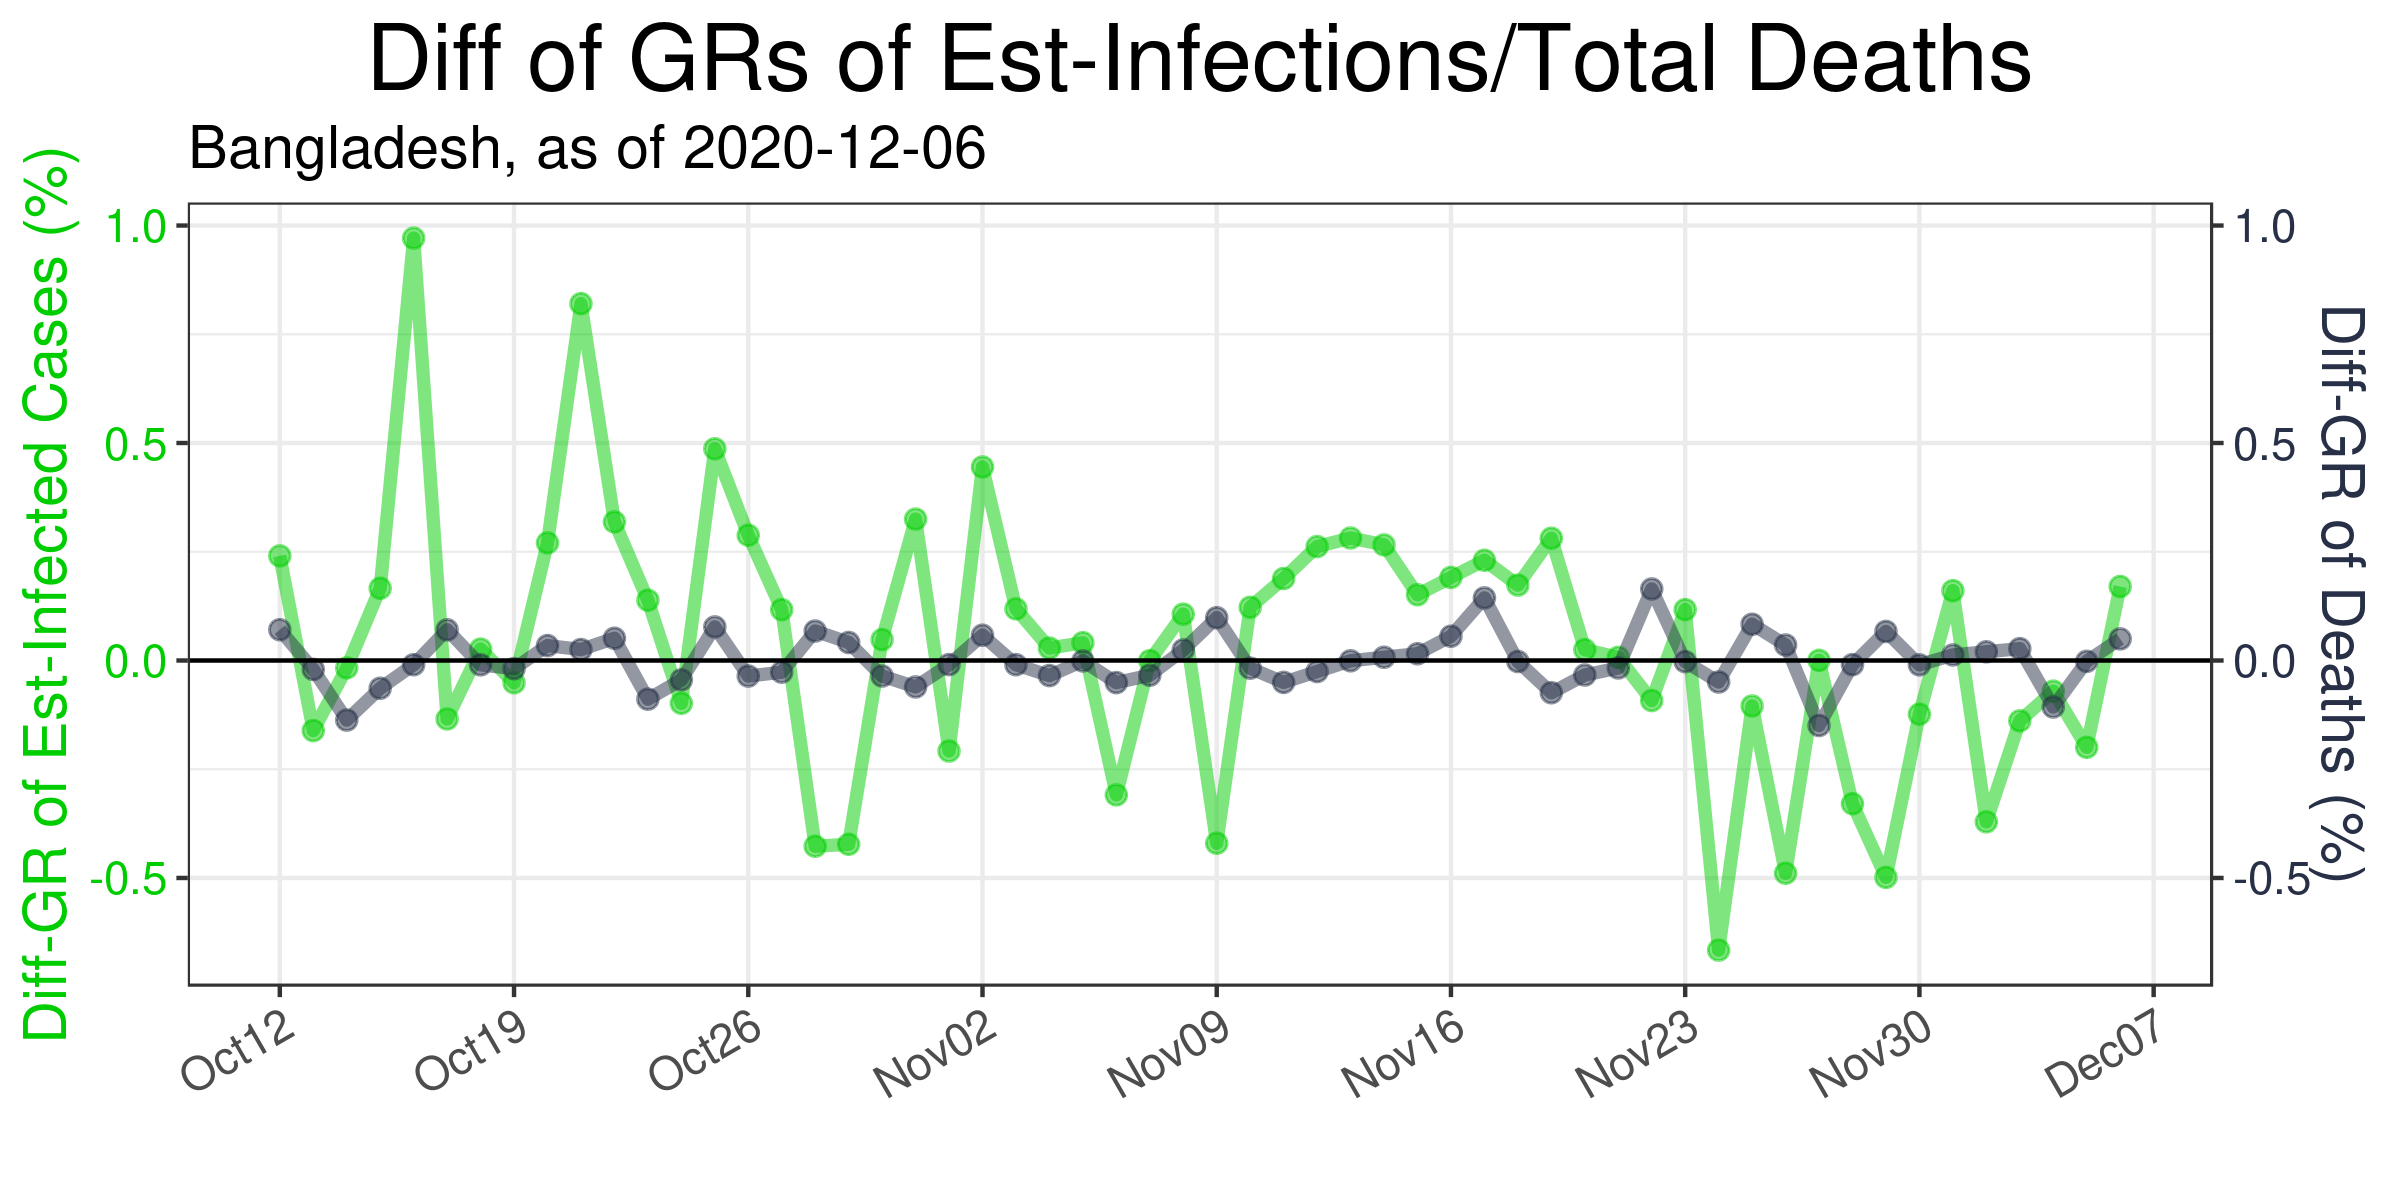 Diff of GRs of Est-Infections/Total Deaths
Bangladesh, as of 2020-12-06
Diff-GR of Est-Infected Cases (%)
1.0
0.5
0.0
-0.5
1.0
0.5
0.0
-0.5
Diff-GR of Deaths (%)
Oct12 Oct19 Oct26 Nov02 Nov09 Nov16 Nov23 Nov30 Dec07